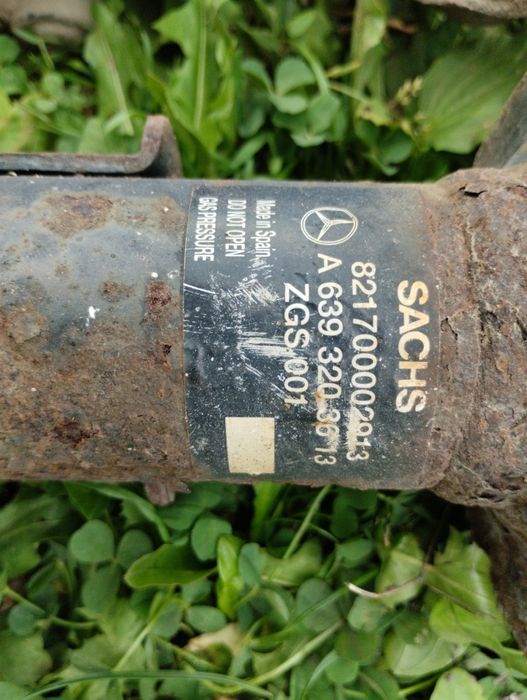 SACHS
821700002913
A 639 320 3613
ZGS 001
Made in Spain
DO NOT OPEN
GAS PRESSURE